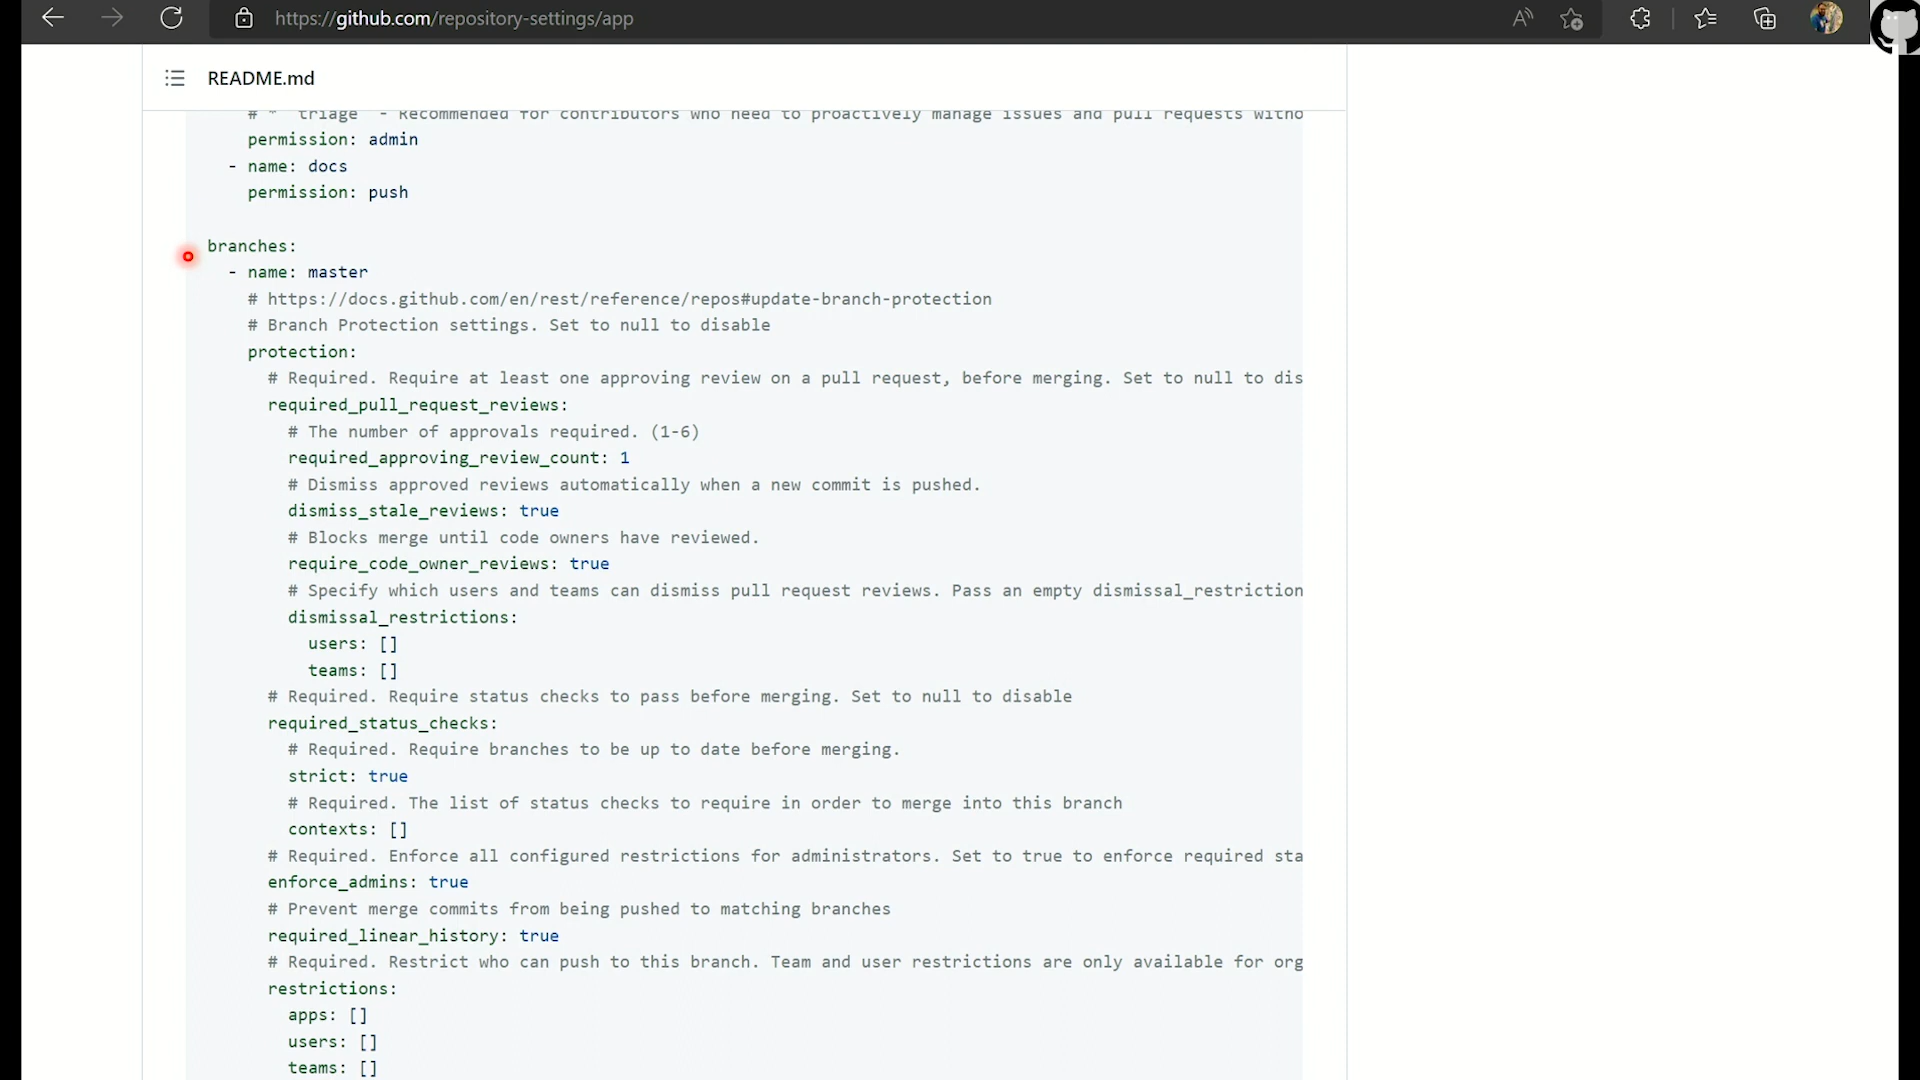 https://github.com/repository-settings/app
README.md
# * triage - Recommended for contributors who need to proactively manage issues and pull requests witho
permission: admin
- name: docs
permission: push
branches:
- name: master
# https://docs.github.com/en/rest/reference/repos#update-branch-protection
# Branch Protection settings. Set to null to disable
protection:
# Required. Require at least one approving review on a pull request, before merging. Set to null to dis
required_pull_request_reviews:
# The number of approvals required. (1-6)
required_approving_review_count: 1
# Dismiss approved reviews automatically when a new commit is pushed.
dismiss_stale_reviews: true
# Blocks merge until code owners have reviewed.
require_code_owner_reviews: true
# Specify which users and teams can dismiss pull request reviews. Pass an empty dismissal_restriction
dismissal_restrictions:
users: []
teams: []
# Required. Require status checks to pass before merging. Set to null to disable
required_status_checks:
# Required. Require branches to be up to date before merging.
strict: true
# Required. The list of status checks to require in order to merge into this branch
contexts: []
# Required. Enforce all configured restrictions for administrators. Set to true to enforce required sta
enforce_admins: true
# Prevent merge commits from being pushed to matching branches
required_linear_history: true
# Required. Restrict who can push to this branch. Team and user restrictions are only available for org
restrictions:
apps: []
users: []
teams: []